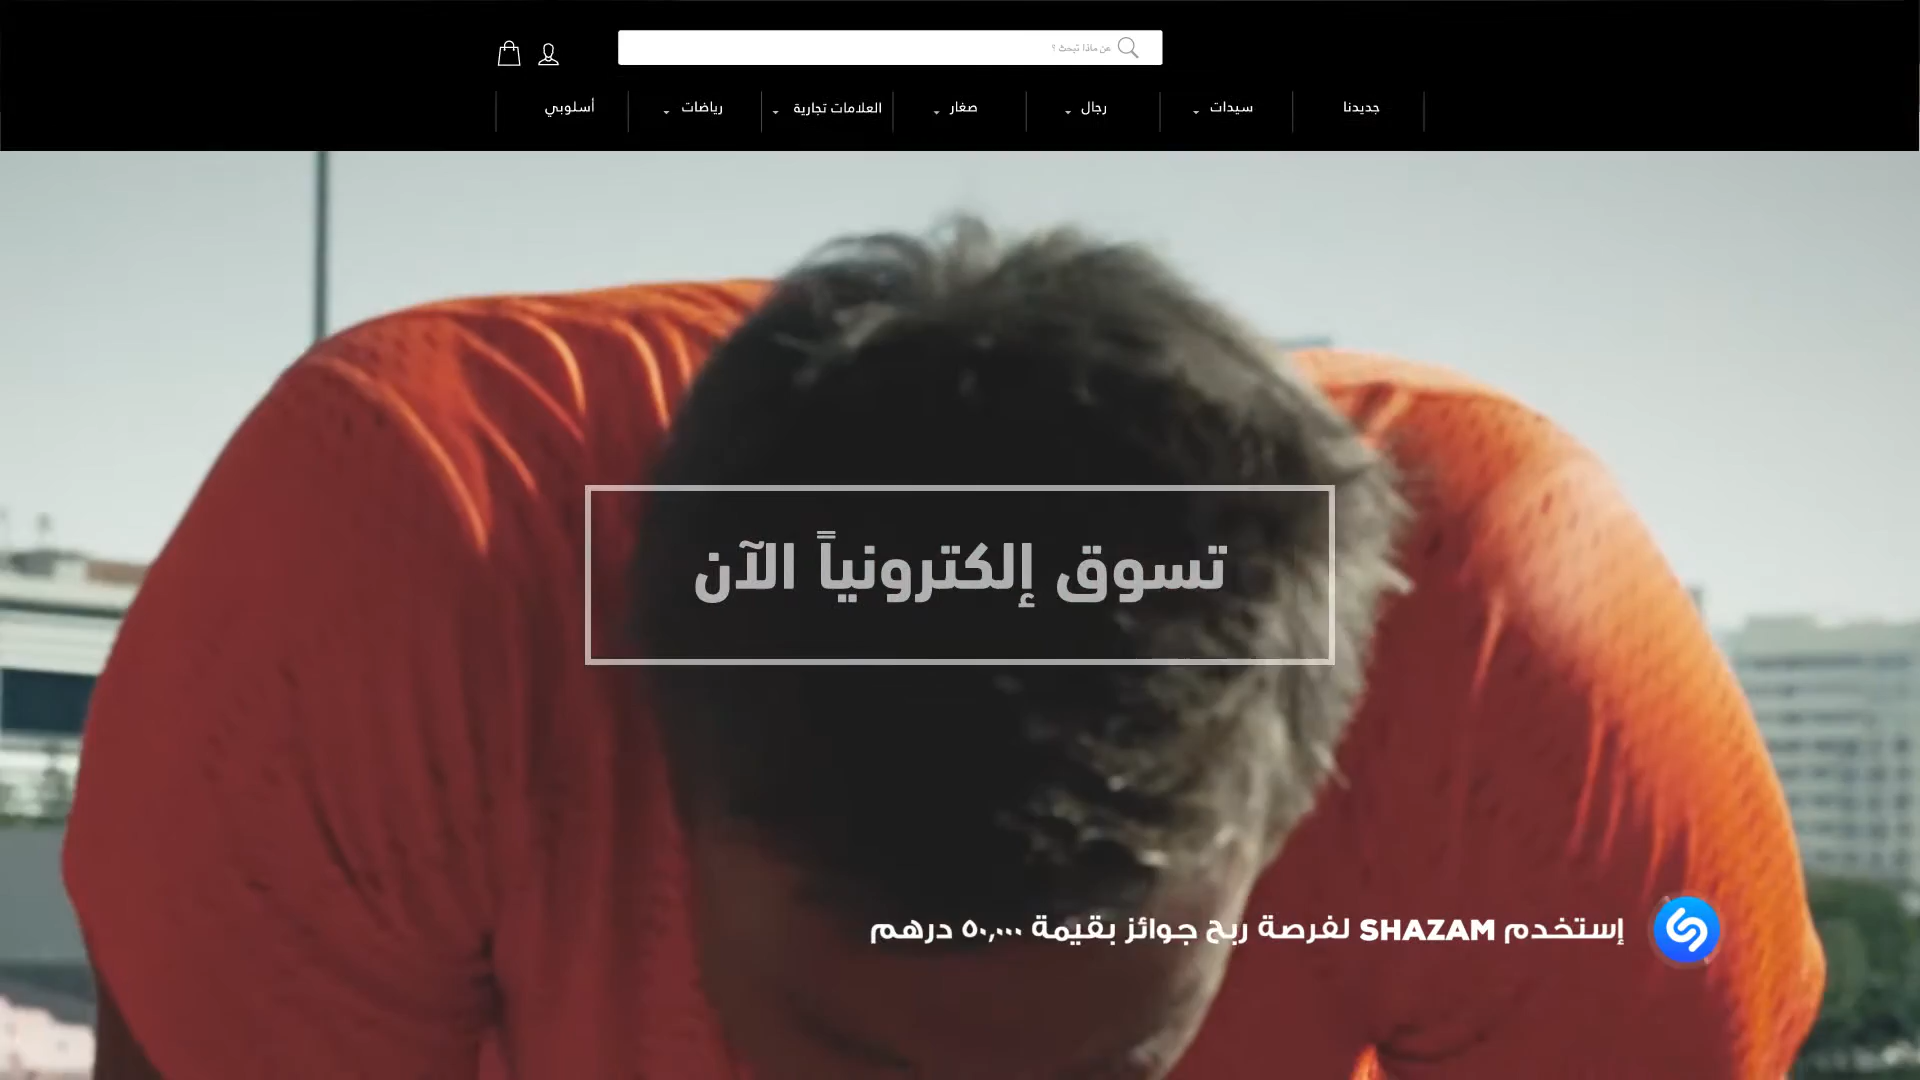 عن ماذا تبحث ؟
جديدنا سيدات رجال صغار العلامات تجارية رياضات أسلوبي
تسوق إلكترونياً الآن
إستخدم SHAZAM لفرصة ربح جوائز بقيمة ٥٠,٠٠٠ درهم